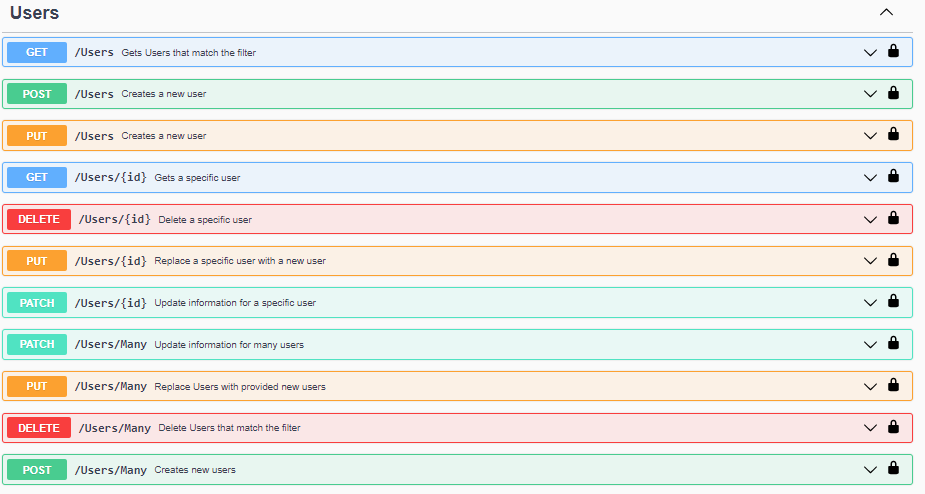 Users
GET /Users Gets Users that match the filter
POST /Users Creates a new user
PUT /Users Creates a new user
GET /Users/{id} Gets a specific user
DELETE /Users/{id} Delete a specific user
PUT /Users/{id} Replace a specific user with a new user
PATCH /Users/{id} Update information for a specific user
PATCH /Users/Many Update information for many users
PUT /Users/Many Replace Users with provided new users
DELETE /Users/Many Delete Users that match the filter
POST /Users/Many Creates new users